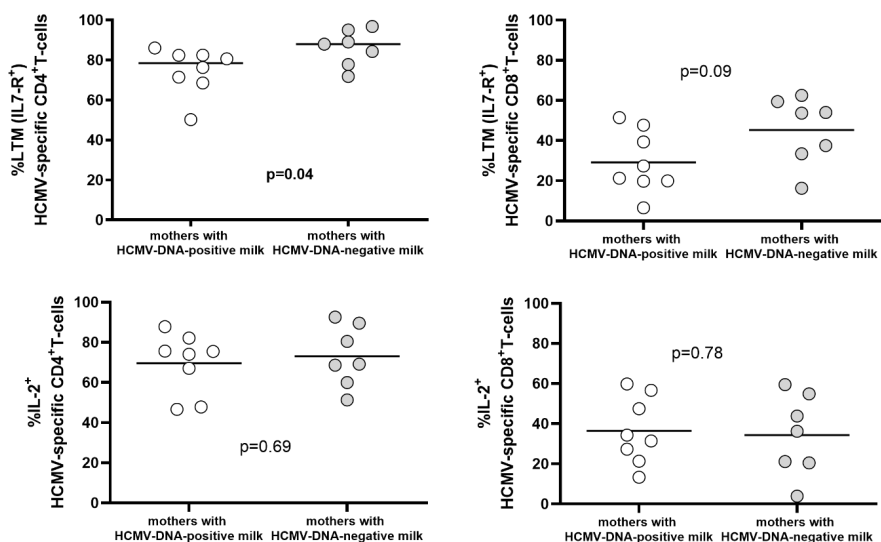 %LTM (IL7-R⁺)
HCMV-specific CD4⁺T-cells
100
80
60
40
20
0
p=0.04
mothers with
HCMV-DNA-positive milk
mothers with
HCMV-DNA-negative milk
%LTM (IL7-R⁺)
HCMV-specific CD8⁺T-cells
100
80
60
40
20
0
p=0.09
mothers with
HCMV-DNA-positive milk
mothers with
HCMV-DNA-negative milk
%IL-2⁺
HCMV-specific CD4⁺T-cells
100
80
60
40
20
0
p=0.69
mothers with
HCMV-DNA-positive milk
mothers with
HCMV-DNA-negative milk
%IL-2⁺
HCMV-specific CD8⁺T-cells
100
80
60
40
20
0
p=0.78
mothers with
HCMV-DNA-positive milk
mothers with
HCMV-DNA-negative milk